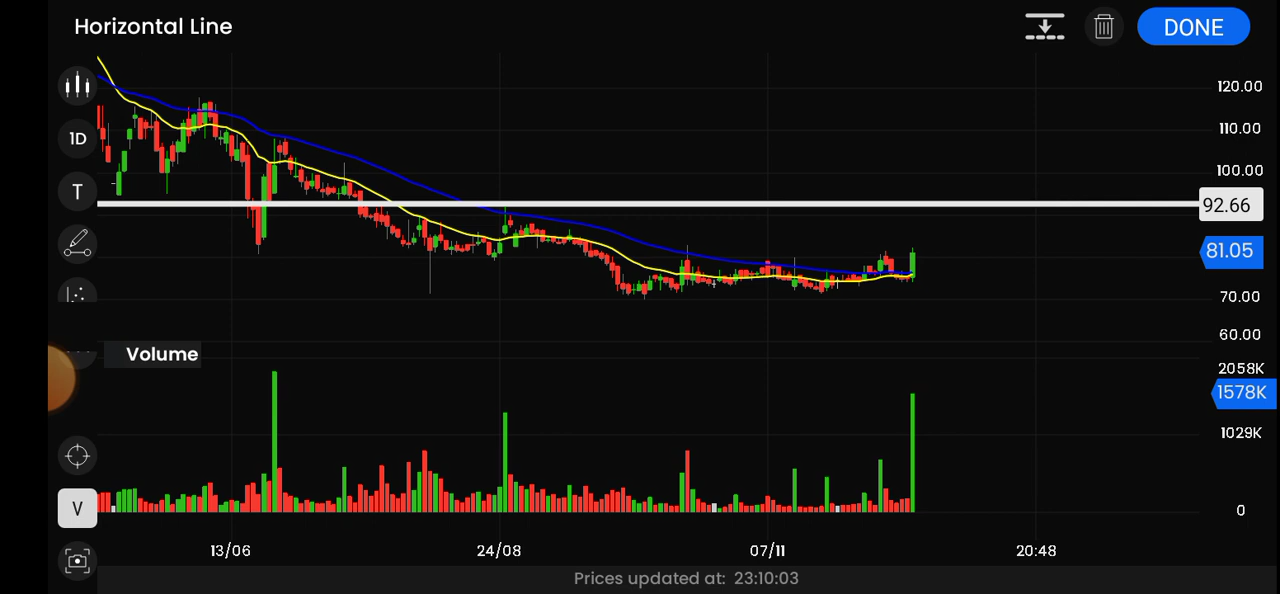 Horizontal Line
DONE
120.00
1D
110.00
100.00
T
92.66
81.05
70.00
60.00
Volume
2058K
1578K
1029K
V
0
13/06
24/08
07/11
20:48
Prices updated at: 23:10:03